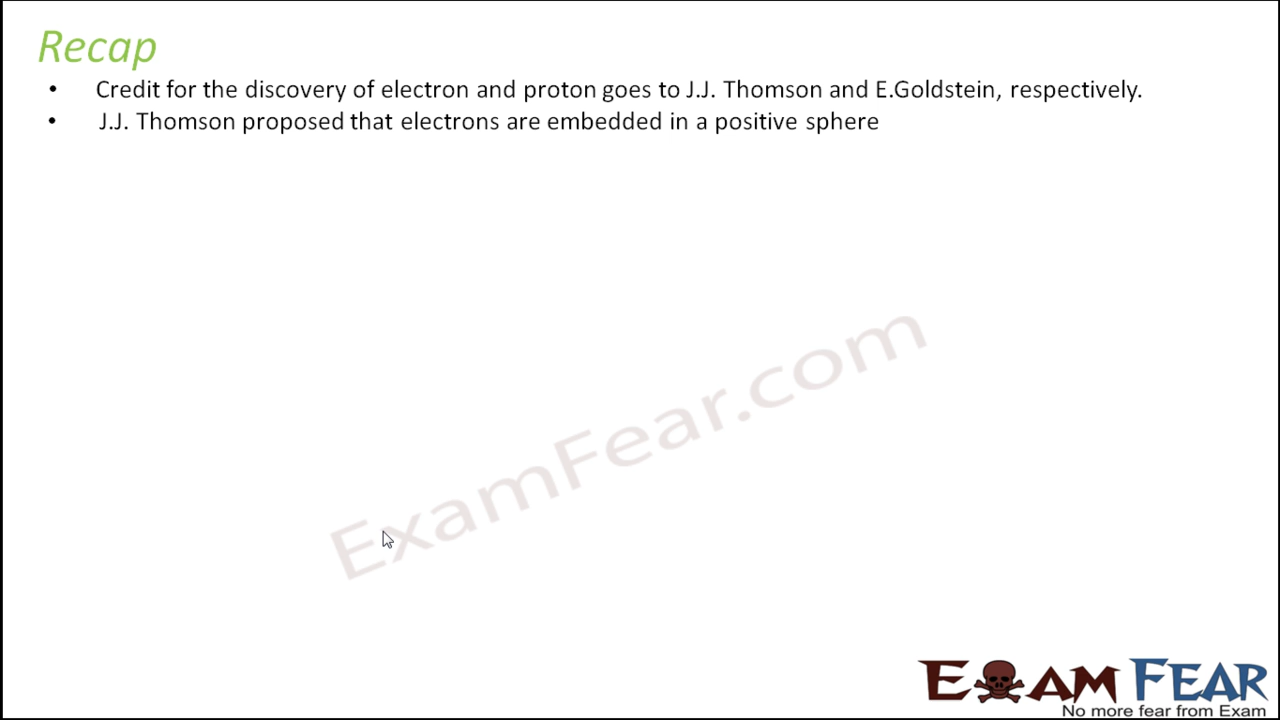 Recap
• Credit for the discovery of electron and proton goes to J.J. Thomson and E.Goldstein, respectively.
• J.J. Thomson proposed that electrons are embedded in a positive sphere
ExamFear.com
EXAM FEAR
No more fear from Exam